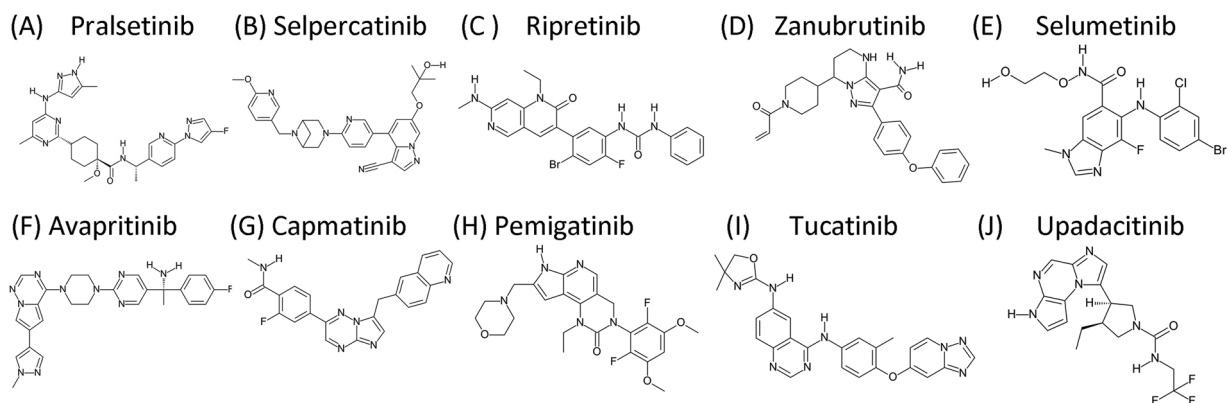 (A) Pralsetinib
(B) Selpercatinib
(C ) Ripretinib
(D) Zanubrutinib
(E) Selumetinib
(F) Avapritinib
(G) Capmatinib
(H) Pemigatinib
(I) Tucatinib
(J) Upadacitinib